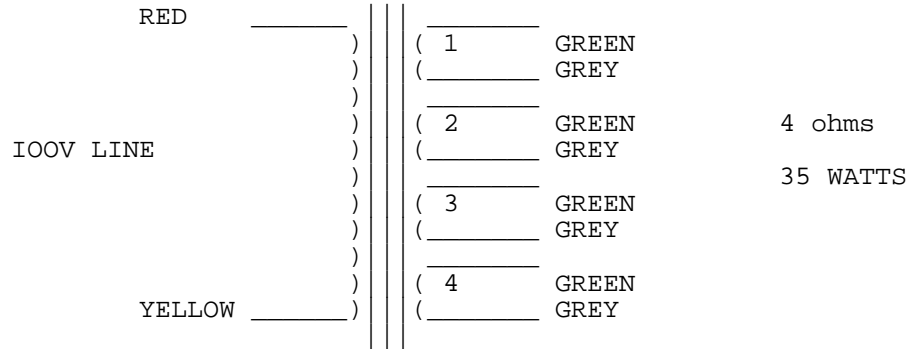 RED
1 GREEN
GREY
2 GREEN 4 ohms
IOOV LINE GREY
35 WATTS
3 GREEN
GREY
4 GREEN
YELLOW GREY